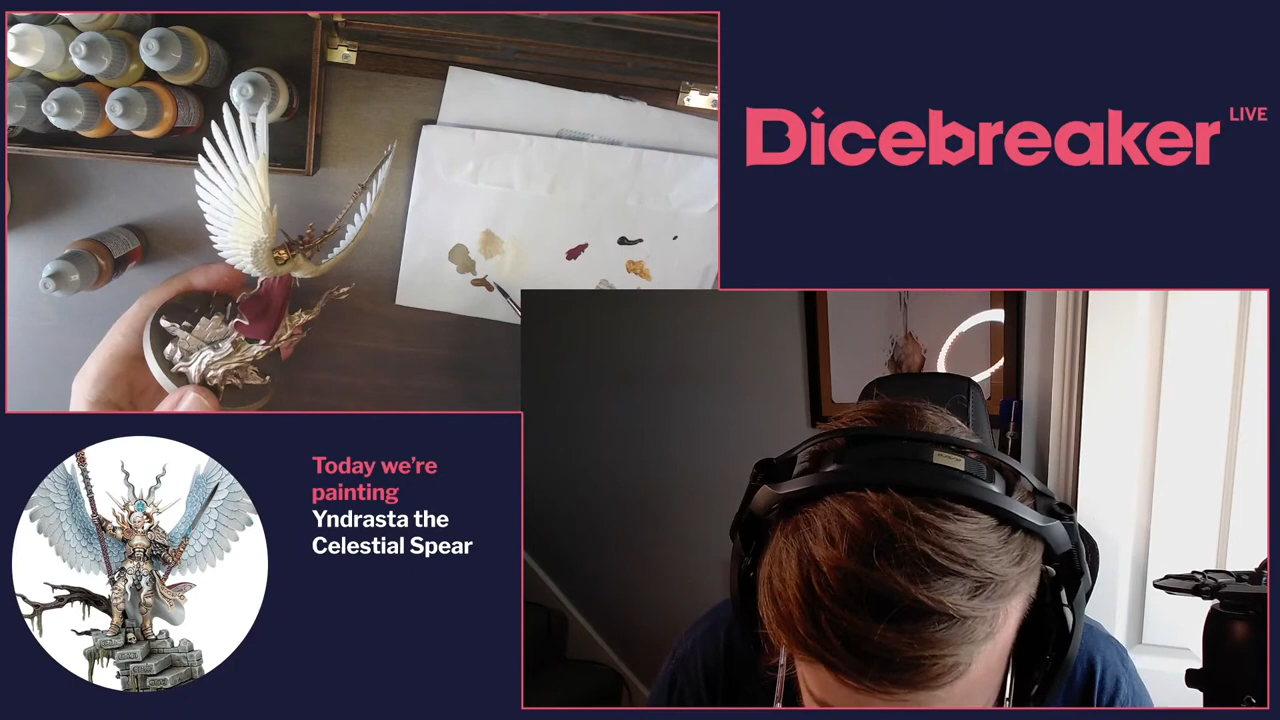 Dicebreaker LIVE
Today we're
painting
Yndrasta the
Celestial Spear